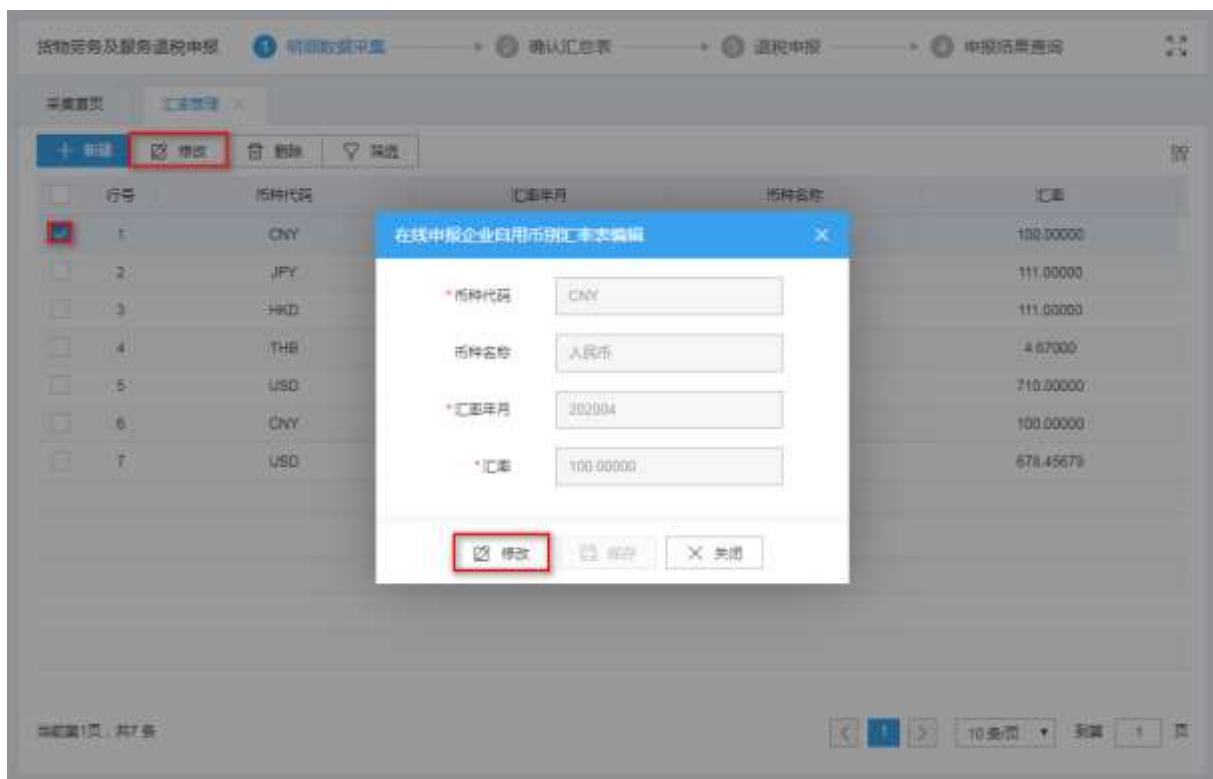 货物劳务及服务退税申报 1 明细数据采集 2 确认汇总表 3 退税申报 4 申报结果查询
采集首页 汇率管理 ×
新建 修改 删除 筛选
行号 币种代码 汇率年月 币种名称 汇率
1 CNY 100.00000
2 JPY 111.00000
3 HKD 111.00000
4 THB 4.67000
5 USD 710.00000
6 CNY 100.00000
7 USD 678.45679
在线申报企业自用币别汇率表编辑 ×
*币种代码 CNY
币种名称 人民币
*汇率年月 202004
*汇率 100.00000
修改 保存 关闭
当前第1页，共7条 < 1 > 10 条/页 到第 1 页